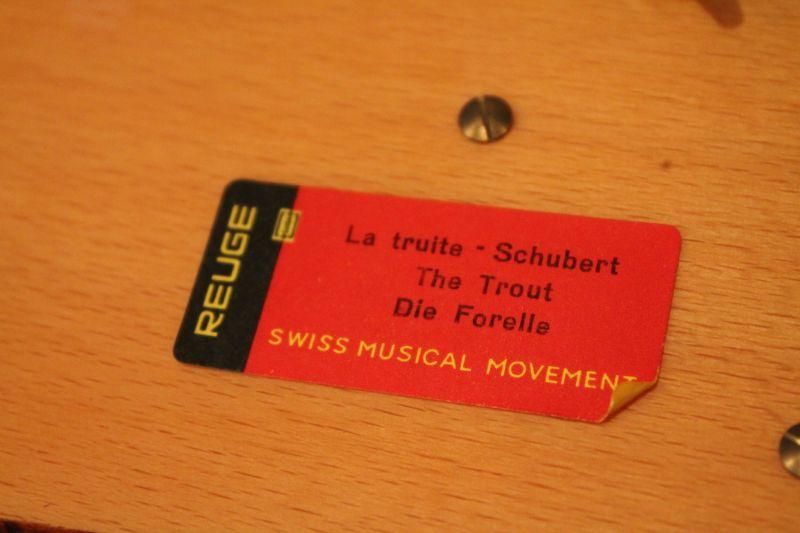 REUGE
La truite - Schubert
The Trout
Die Forelle
SWISS MUSICAL MOVEMENT